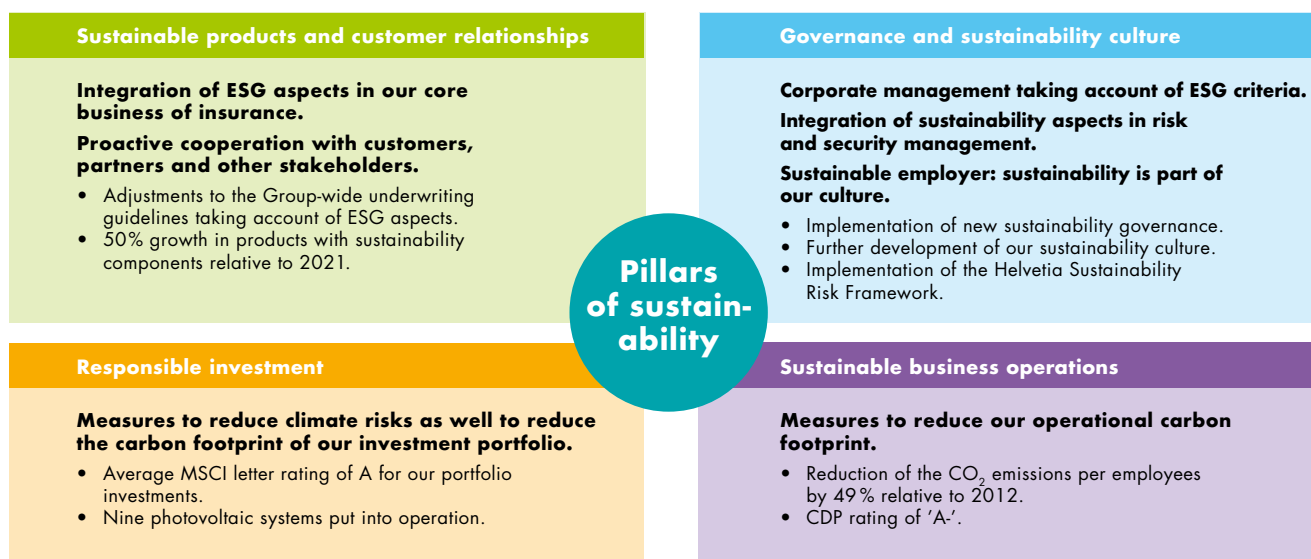 Sustainable products and customer relationships
Integration of ESG aspects in our core
business of insurance.
Proactive cooperation with customers,
partners and other stakeholders.
• Adjustments to the Group-wide underwriting
guidelines taking account of ESG aspects.
• 50% growth in products with sustainability
components relative to 2021.
Governance and sustainability culture
Corporate management taking account of ESG criteria.
Integration of sustainability aspects in risk
and security management.
Sustainable employer: sustainability is part of
our culture.
• Implementation of new sustainability governance.
• Further development of our sustainability culture.
• Implementation of the Helvetia Sustainability
Risk Framework.
Pillars
of sustain-
ability
Responsible investment
Measures to reduce climate risks as well to reduce
the carbon footprint of our investment portfolio.
• Average MSCI letter rating of A for our portfolio
investments.
• Nine photovoltaic systems put into operation.
Sustainable business operations
Measures to reduce our operational carbon
footprint.
• Reduction of the CO₂ emissions per employees
by 49% relative to 2012.
• CDP rating of 'A-'.